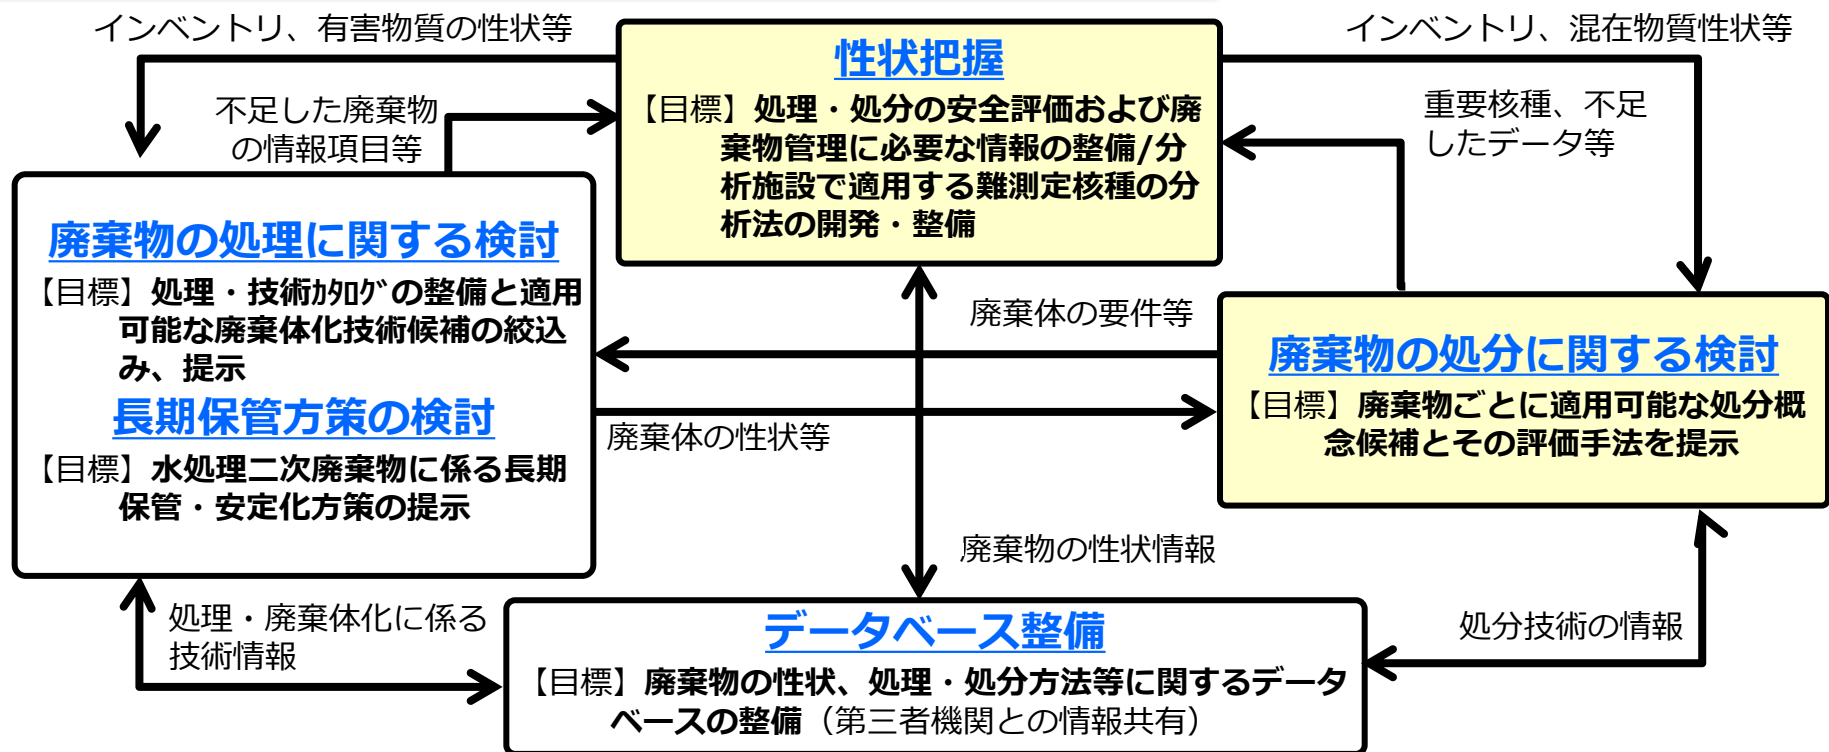 インベントリ、有害物質の性状等
インベントリ、混在物質性状等
性状把握
【目標】処理・処分の安全評価および廃
棄物管理に必要な情報の整備/分
析施設で適用する難測定核種の分
析法の開発・整備
不足した廃棄物
の情報項目等
重要核種、不足
したデータ等
廃棄物の処理に関する検討
【目標】処理・技術ｶﾀﾛｸﾞの整備と適用
可能な廃棄体化技術候補の絞込
み、提示
長期保管方策の検討
【目標】水処理二次廃棄物に係る長期
保管・安定化方策の提示
廃棄体の要件等
廃棄体の性状等
廃棄物の処分に関する検討
【目標】廃棄物ごとに適用可能な処分概
念候補とその評価手法を提示
廃棄物の性状情報
処理・廃棄体化に係る
技術情報
処分技術の情報
データベース整備
【目標】廃棄物の性状、処理・処分方法等に関するデータ
ベースの整備（第三者機関との情報共有）